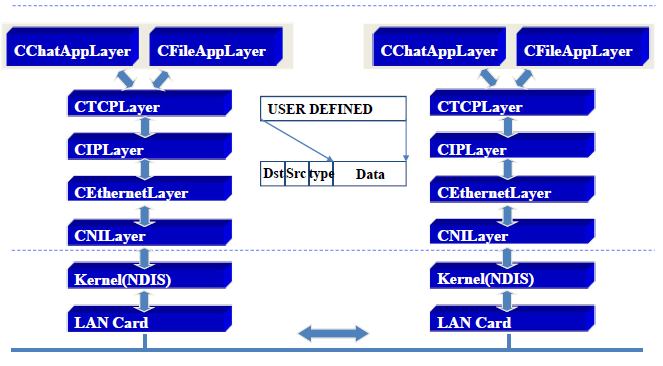 CChatAppLayer CFileAppLayer CChatAppLayer CFileAppLayer
CTCPLayer USER DEFINED CTCPLayer
CIPLayer CIPLayer
Dst Src type Data
CEthernetLayer CEthernetLayer
CNILayer CNILayer
Kernel(NDIS) Kernel(NDIS)
LAN Card LAN Card